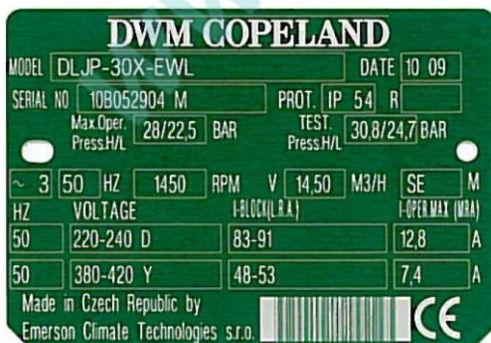 DWM COPELAND
MODEL DLJP-30X-EWL DATE 10 09
SERIAL NO 10B052904 M PROT. IP 54 R
Max.Oper. Press.H/L 28/22,5 BAR TEST. Press.H/L 30,8/24,7 BAR
~ 3 50 HZ 1450 RPM V 14,50 M3/H SE M
HZ VOLTAGE I-BLOCK(L.R.A.) I-OPER.MAX (MRA)
50 220-240 D 83-91 12,8 A
50 380-420 Y 48-53 7,4 A
Made in Czech Republic by
Emerson Climate Technologies s.r.o. CE